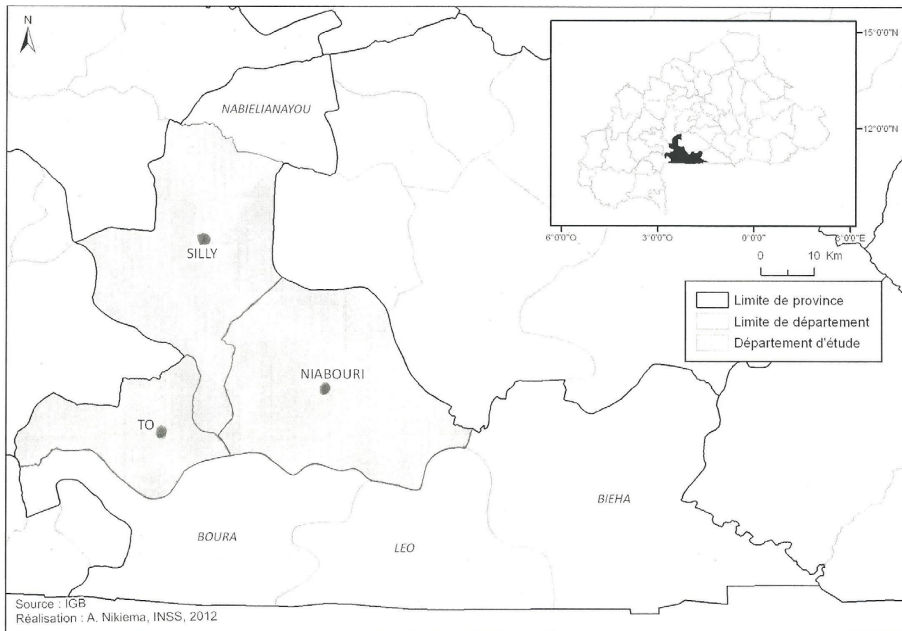 N
NABIELIANAYOU
15°0'0"N
12°0'0"N
6°0'0"O
3°0'0"O
0°0'0"
5°00'E
SILLY
0 10 Km
Limite de province
Limite de département
Département d'étude
NIABOURI
TO
BIEHA
BOURA
LEO
Source : IGB
Réalisation : A. Nikiema, INSS, 2012